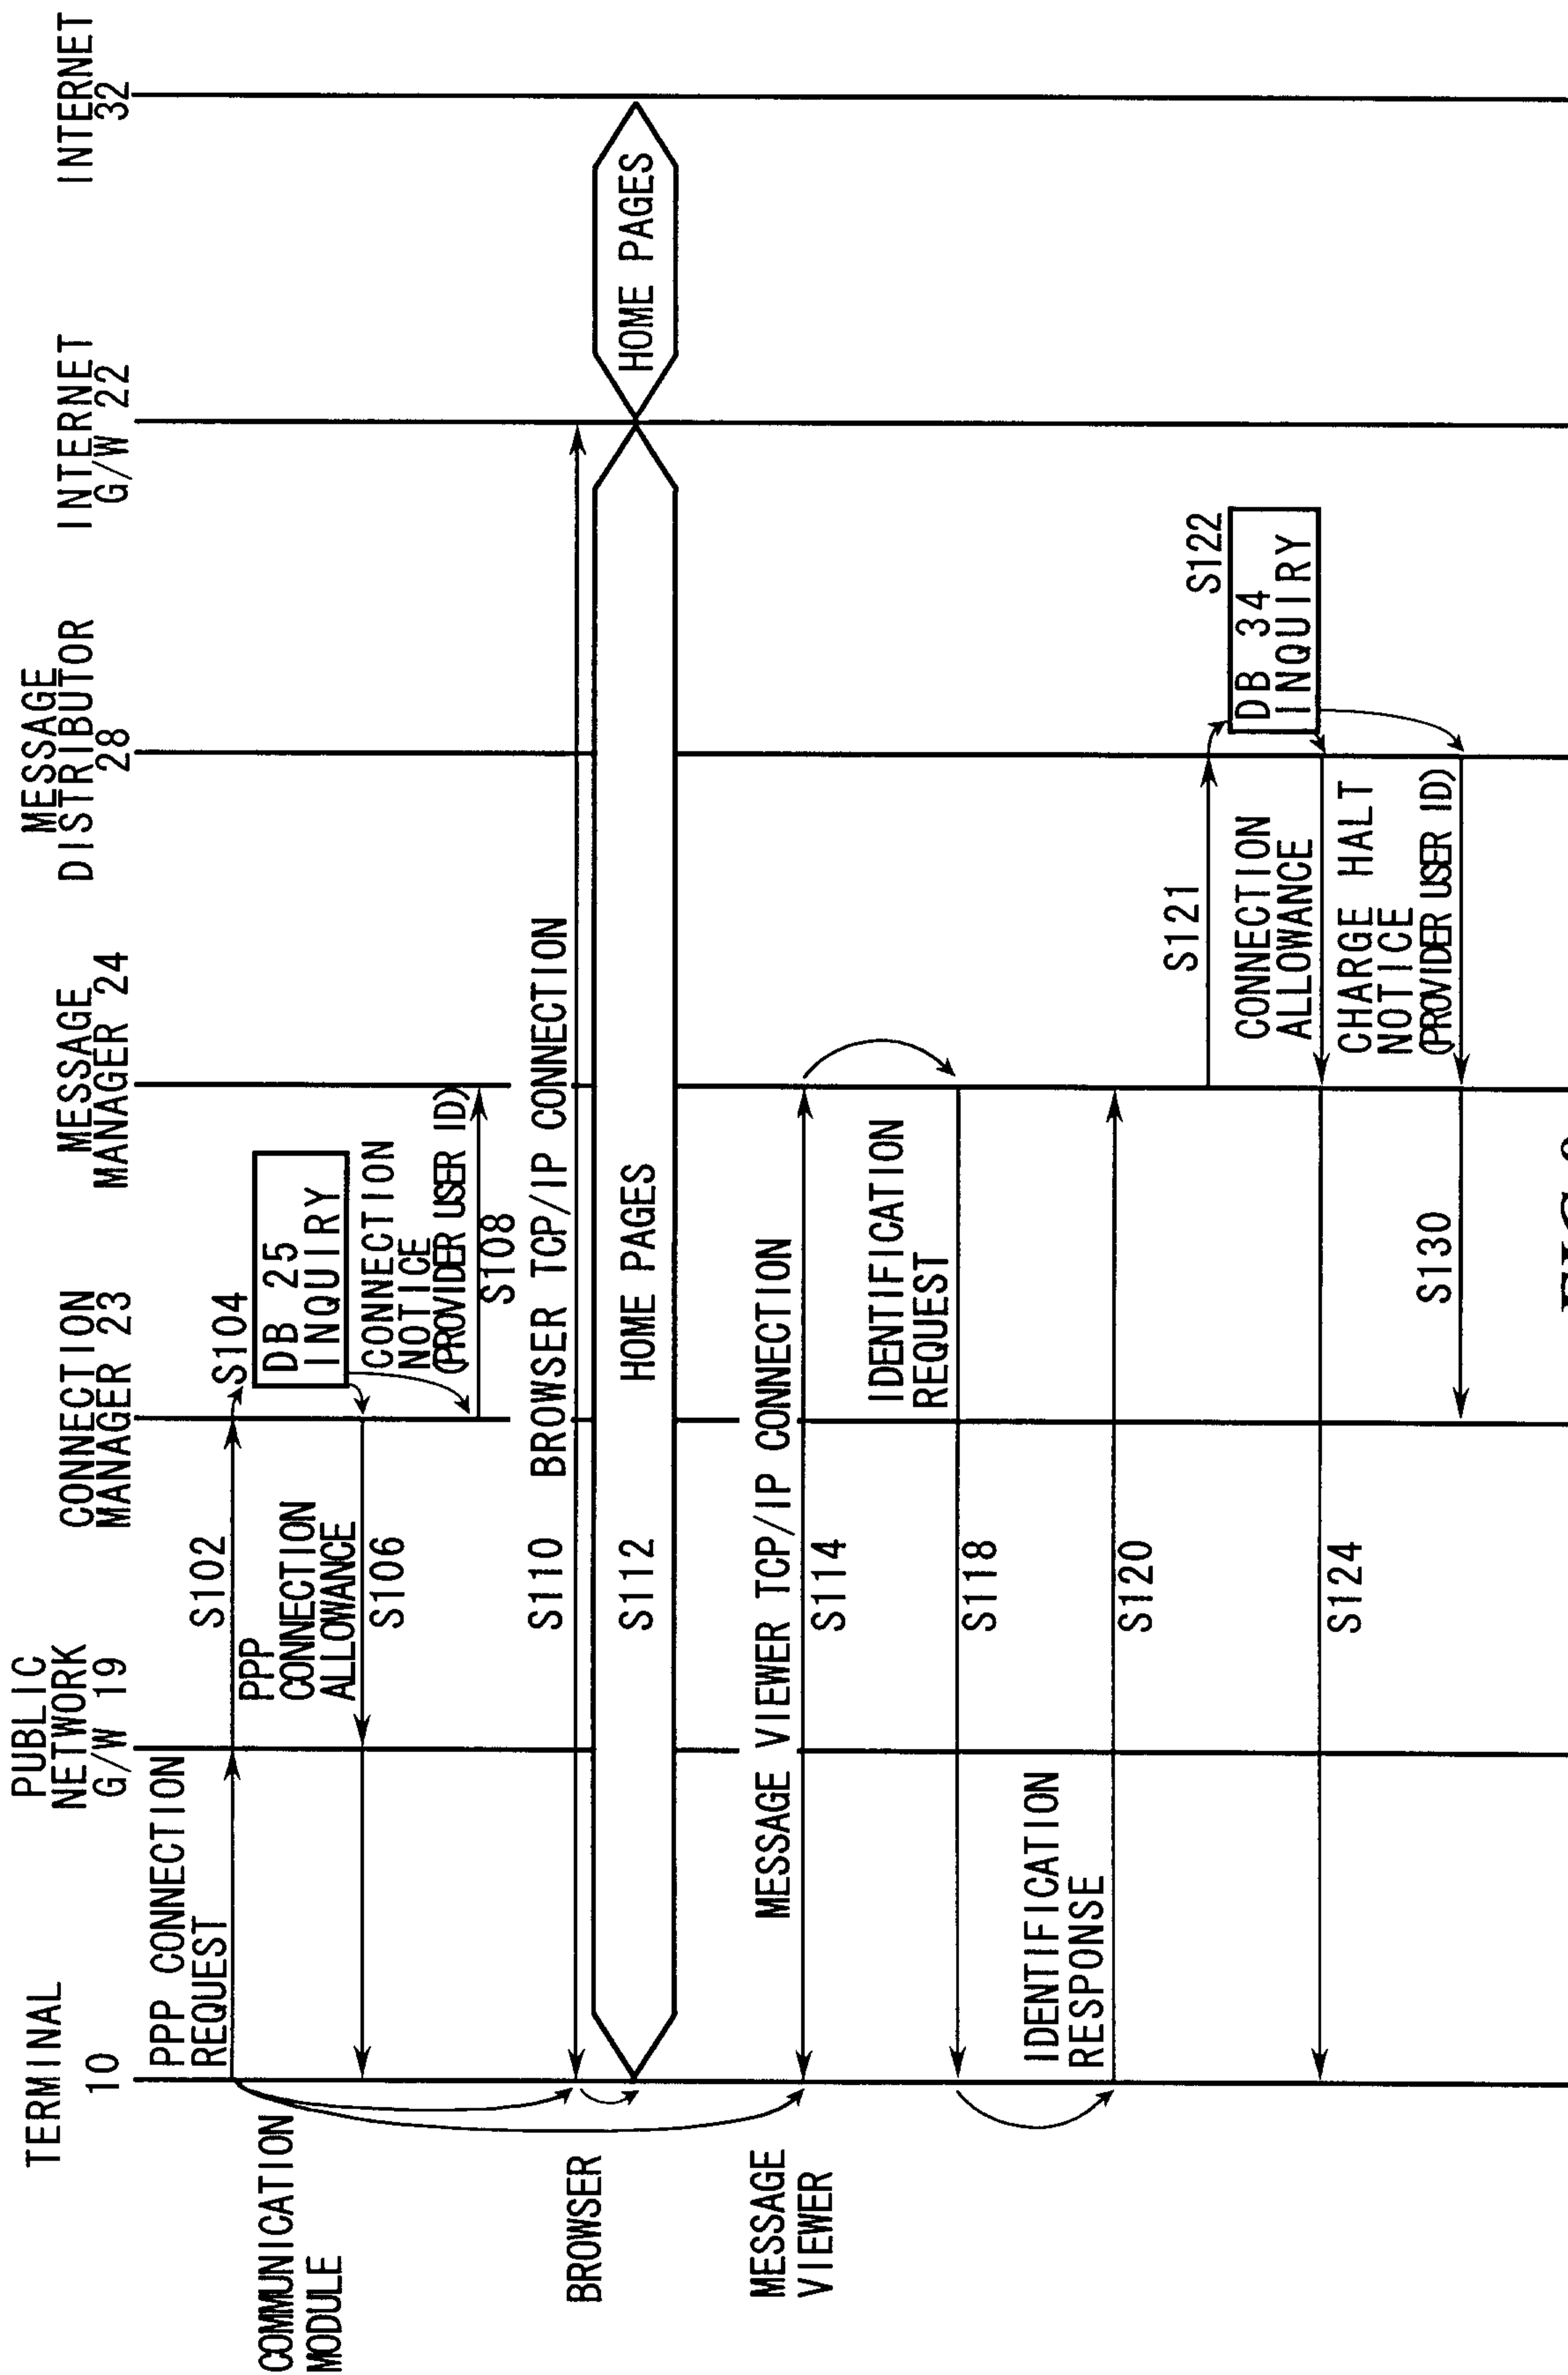 TERMINAL
10
PUBLIC
NETWORK
G/W 19
CONNECTION
MANAGER 23
MESSAGE
MANAGER 24
MESSAGE
DISTRIBUTOR
28
INTERNET
G/W 22
INTERNET
32
COMMUNICATION
MODULE
PPP CONNECTION
REQUEST
S102
S104
DB 25
INQUIRY
PPP
CONNECTION
ALLOWANCE
S106
CONNECTION
NOTICE
(PROVIDER USER ID)
S108
BROWSER
S110
BROWSER TCP/IP CONNECTION
S112
HOME PAGES
HOME PAGES
MESSAGE
VIEWER
MESSAGE VIEWER TCP/IP CONNECTION
S114
IDENTIFICATION
REQUEST
S118
IDENTIFICATION
RESPONSE
S120
S121
S122
DB 34
INQUIRY
CONNECTION
ALLOWANCE
S124
CHARGE HALT
NOTICE
(PROVIDER USER ID)
S130